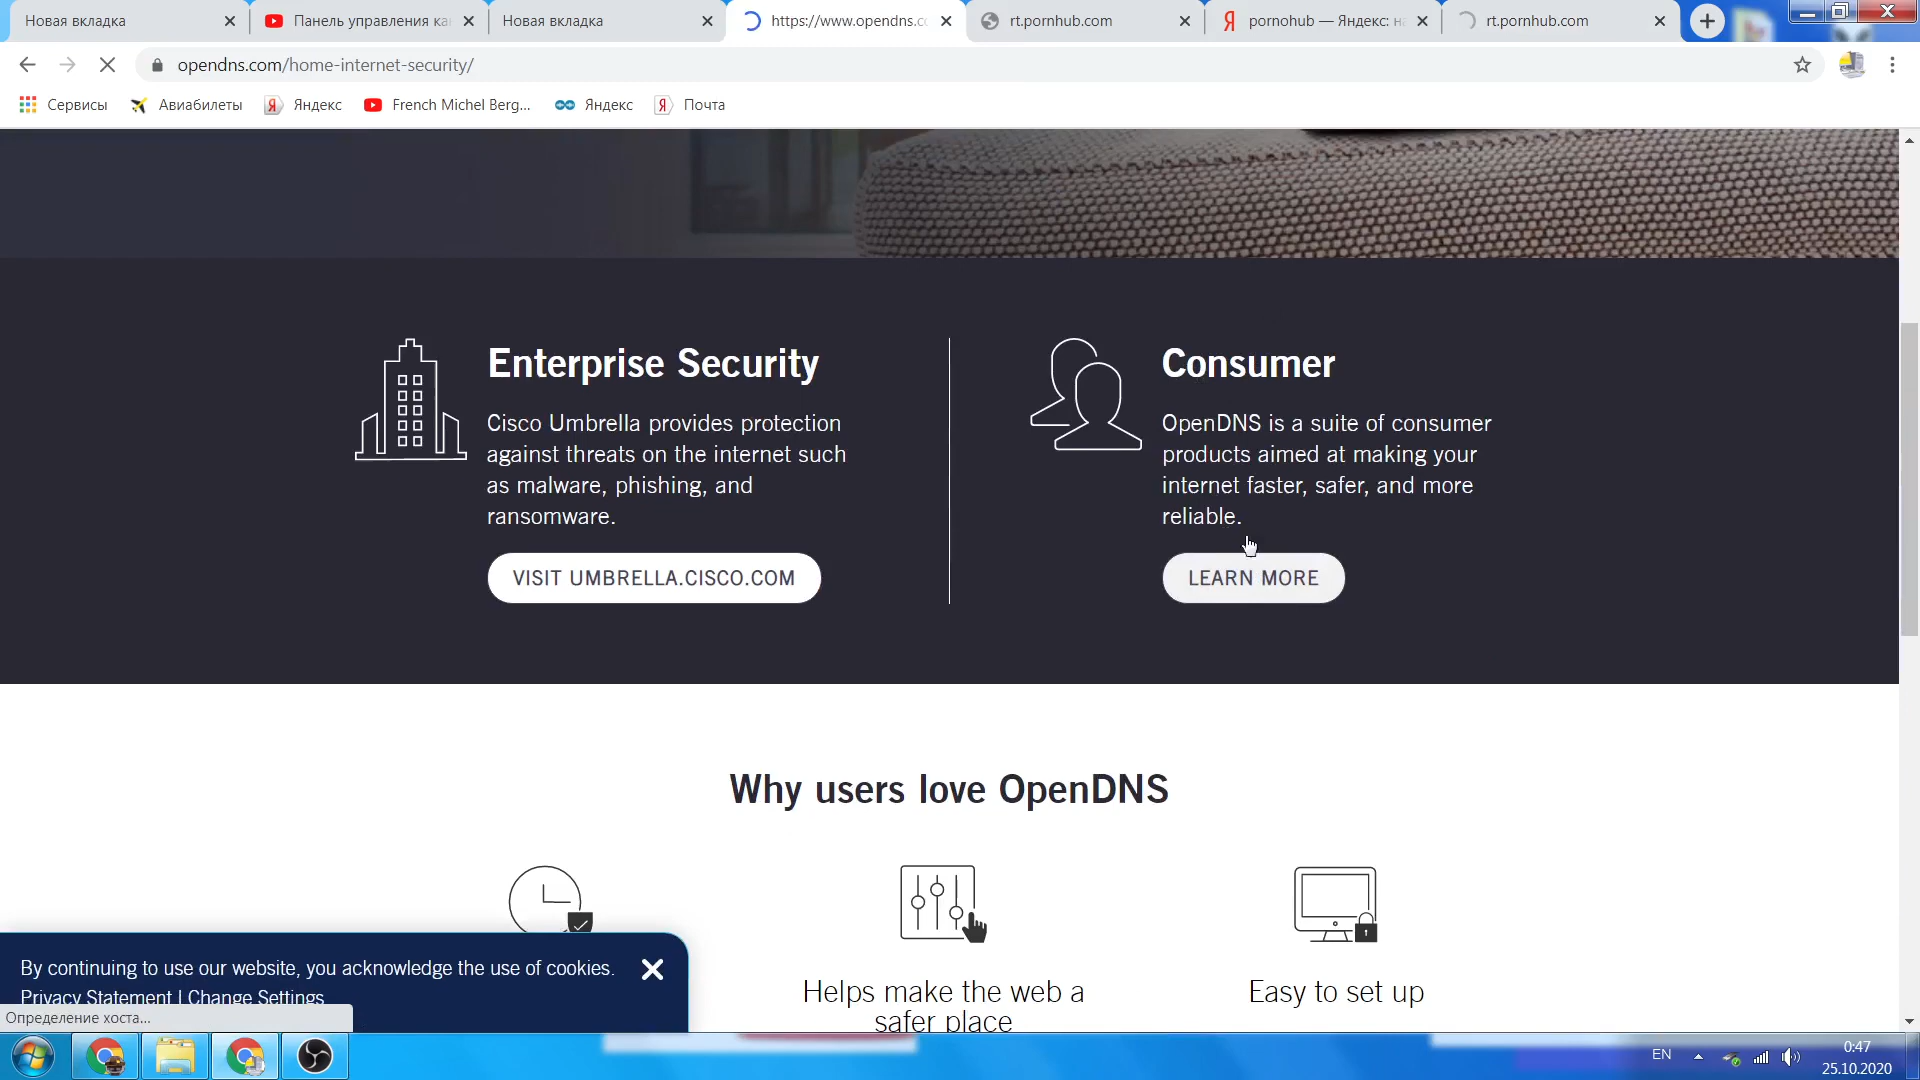 Новая вкладка
Панель управления ка
Новая вкладка
https://www.opendns.co
rt.pornhub.com
pornohub — Яндекс: на
rt.pornhub.com
opendns.com/home-internet-security/
Сервисы
Авиабилеты
Яндекс
French Michel Berg...
Яндекс
Почта
Enterprise Security
Cisco Umbrella provides protection
against threats on the internet such
as malware, phishing, and
ransomware.
VISIT UMBRELLA.CISCO.COM
Consumer
OpenDNS is a suite of consumer
products aimed at making your
internet faster, safer, and more
reliable.
LEARN MORE
Why users love OpenDNS
Helps make the web a
safer place
Easy to set up
By continuing to use our website, you acknowledge the use of cookies.
Privacy Statement | Change Settings
Определение хоста...
EN
0:47
25.10.2020